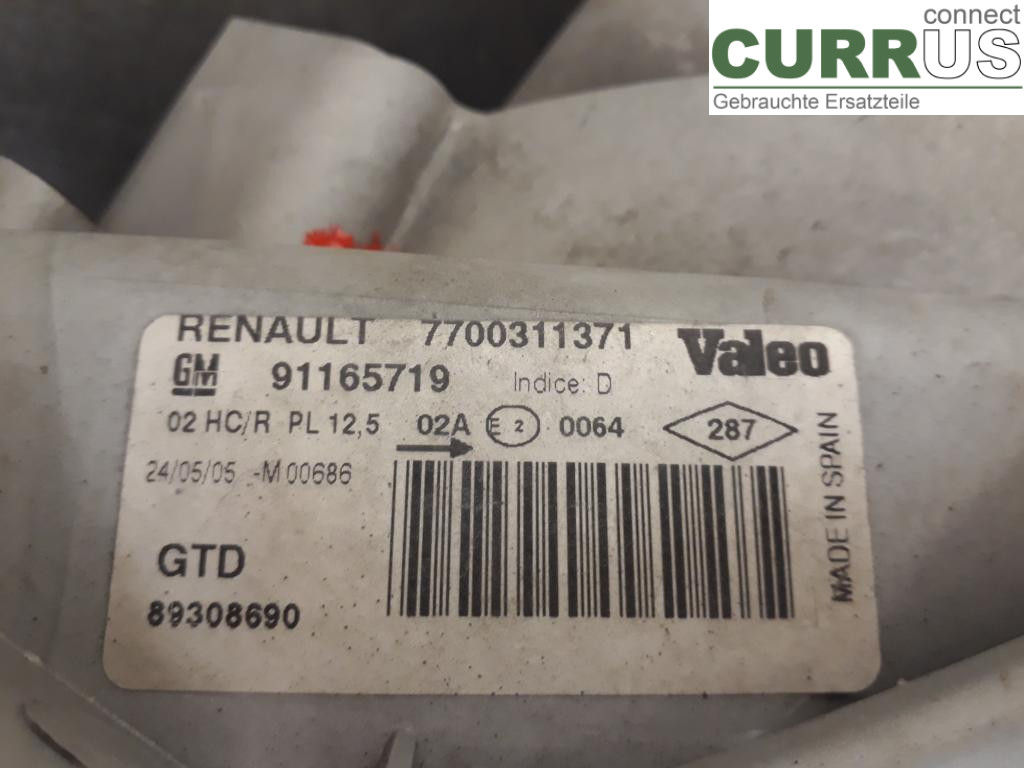 connect
CURRUS
Gebrauchte Ersatzteile
RENAULT 7700311371 Valeo
GM 91165719 Indice: D
02 HC/R PL 12,5 02A E 2 0064 287
24/05/05 -M 00686
GTD
89308690
MADE IN SPAIN